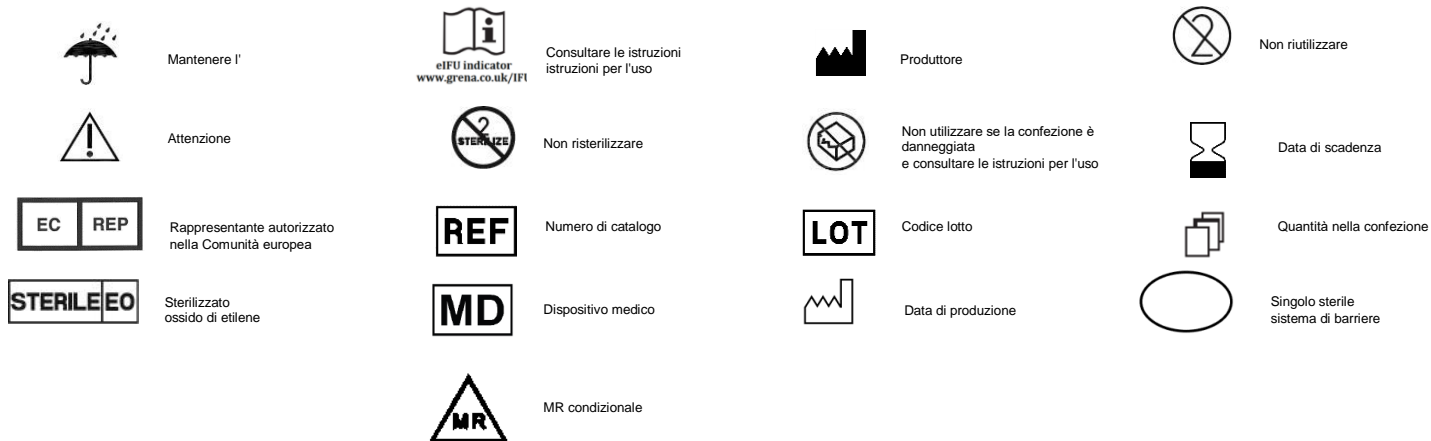 Mantenere l'
eIFU indicator
www.grena.co.uk/IFU
Consultare le istruzioni
istruzioni per l'uso
Produttore
2
Non riutilizzare
Attenzione
2
STERILIZE
Non risterilizzare
Non utilizzare se la confezione è
danneggiata
e consultare le istruzioni per l'uso
Data di scadenza
EC REP
Rappresentante autorizzato
nella Comunità europea
REF
Numero di catalogo
LOT
Codice lotto
Quantità nella confezione
STERILE EO
Sterilizzato
ossido di etilene
MD
Dispositivo medico
Data di produzione
Singolo sterile
sistema di barriere
MR
MR condizionale